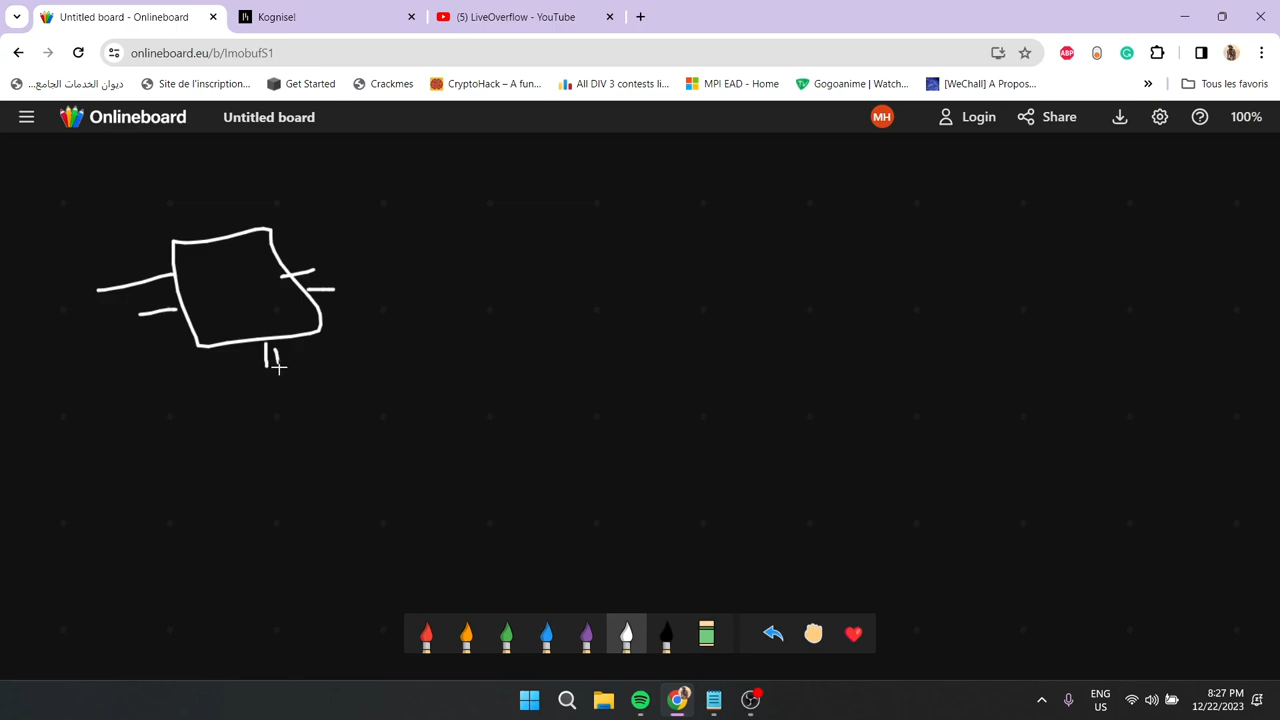 Untitled board - Onlineboard
Kognise!
(5) LiveOverflow - YouTube
onlineboard.eu/b/lmobufS1
ABP
ديوان الخدمات الجامع...
Site de l'inscription...
Get Started
Crackmes
CryptoHack – A fun...
All DIV 3 contests li...
MPI EAD - Home
Gogoanime | Watch...
[WeChall] A Propos...
»
Tous les favoris
Onlineboard
Untitled board
MH
Login
Share
100%
ENG
US
8:27 PM
12/22/2023